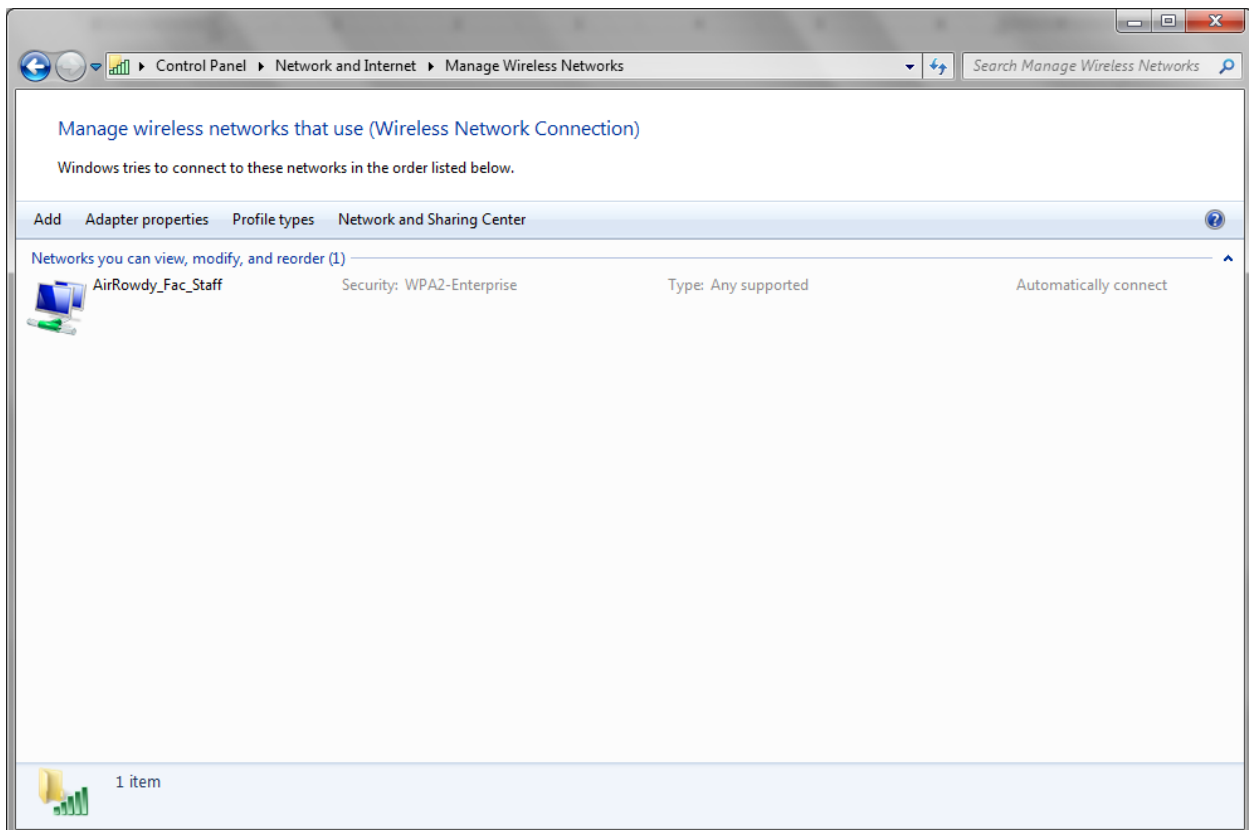 Control Panel ▸ Network and Internet ▸ Manage Wireless Networks
Search Manage Wireless Networks
Manage wireless networks that use (Wireless Network Connection)
Windows tries to connect to these networks in the order listed below.
Add Adapter properties Profile types Network and Sharing Center
Networks you can view, modify, and reorder (1)
AirRowdy_Fac_Staff Security: WPA2-Enterprise Type: Any supported Automatically connect
1 item